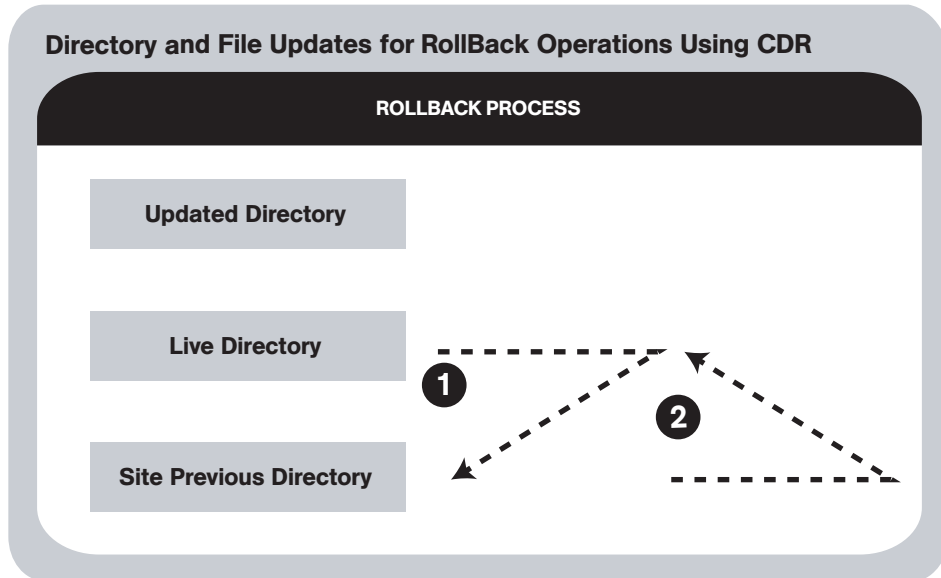 Directory and File Updates for RollBack Operations Using CDR
ROLLBACK PROCESS
Updated Directory
Live Directory
1
2
Site Previous Directory